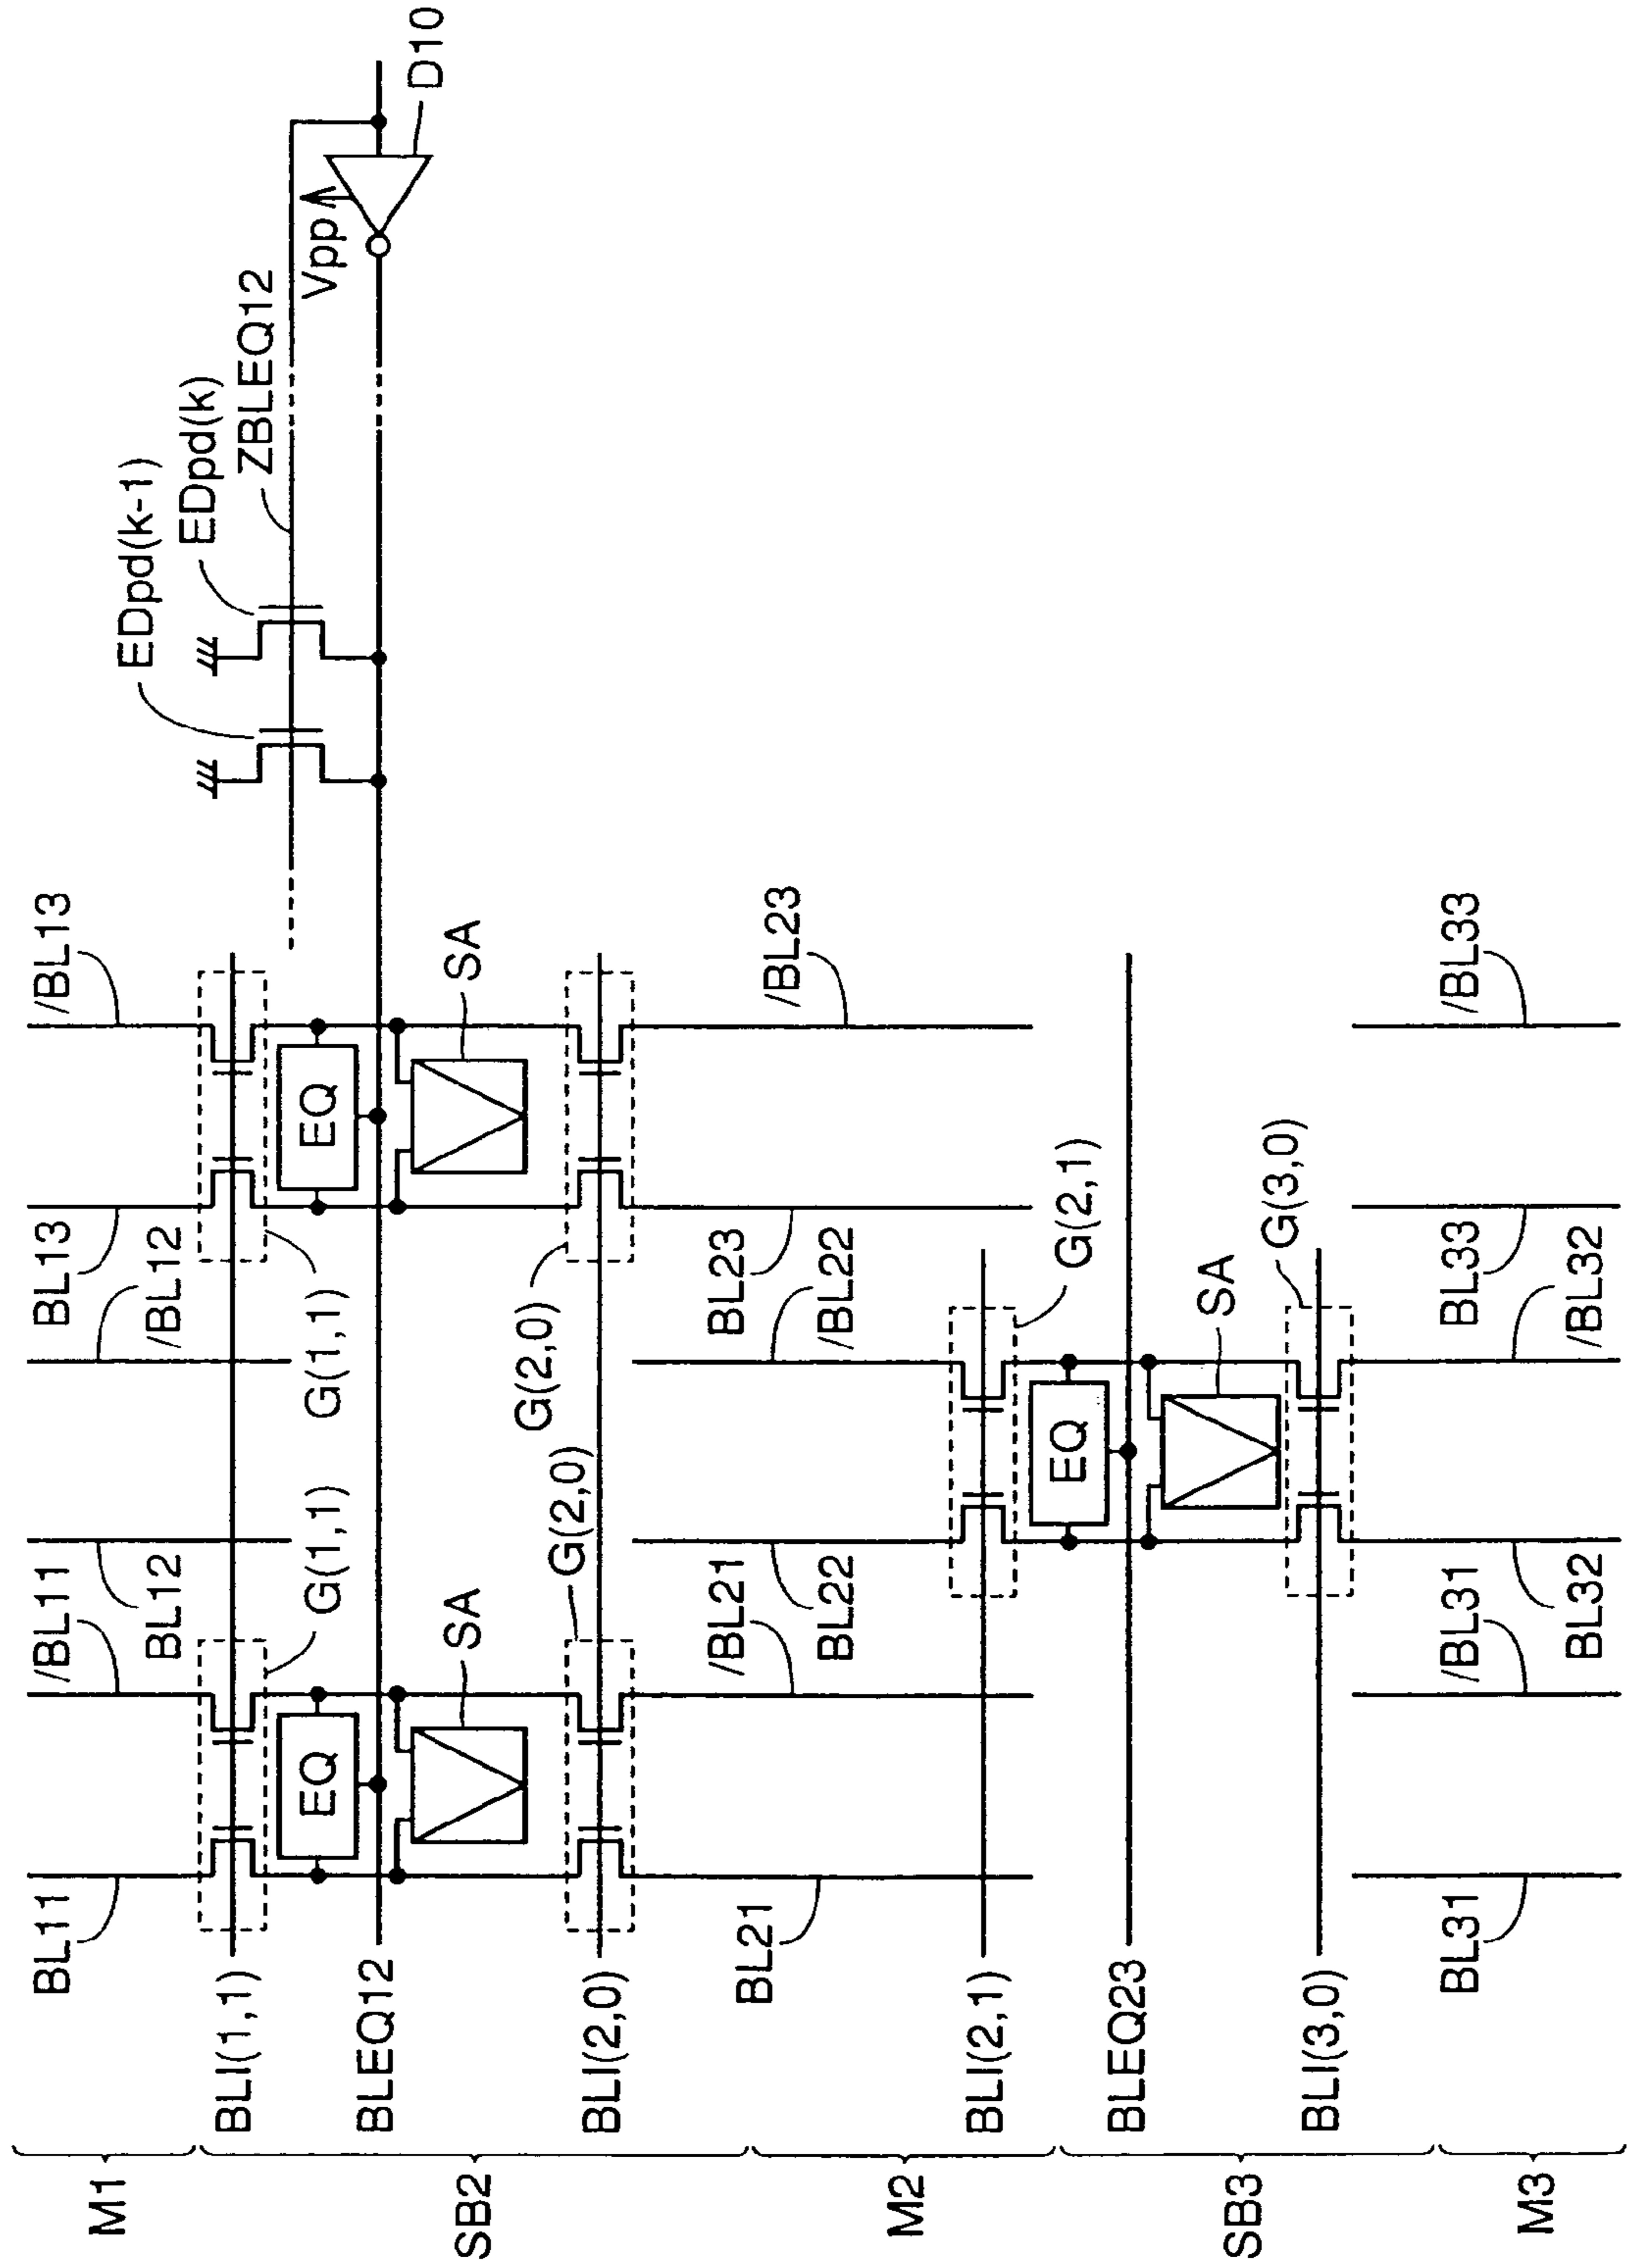 M1
SB2
M2
SB3
M3
BLI(1,1)
BLEQ12
BLI(2,0)
BLI(2,1)
BLEQ23
BLI(3,0)
BL11
/BL11
BL12
/BL12
BL13
/BL13
G(1,1)
G(1,1)
EQ
EQ
SA
SA
G(2,0)
G(2,0)
EDpd(k-1)
EDpd(k)
ZBLEQ12
Vpp
D10
BL21
/BL21
BL22
/BL22
BL23
/BL23
G(2,1)
EQ
SA
G(3,0)
BL31
/BL31
BL32
/BL32
BL33
/BL33